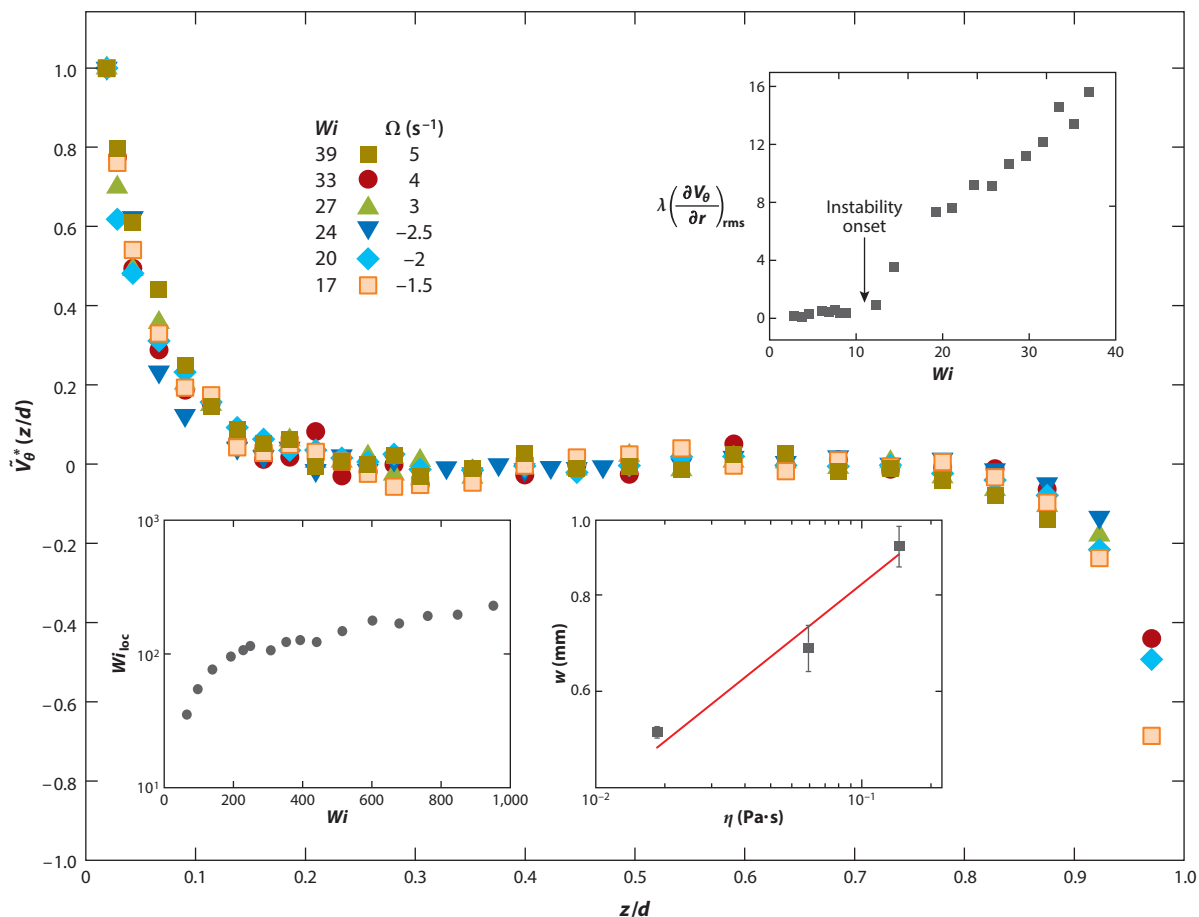 1.0
0.8
0.6
0.4
0.2
0
−0.2
−0.4
−0.6
−0.8
−1.0
Ṽθ* (z/d)
0 0.1 0.2 0.3 0.4 0.5 0.6 0.7 0.8 0.9 1.0
z/d
Wi Ω (s⁻¹)
39 5
33 4
27 3
24 −2.5
20 −2
17 −1.5
16
12
8
4
0
λ(∂Vθ/∂r)rms
Instability
onset
0 10 20 30 40
Wi
10³
10²
10¹
Wiloc
0 200 400 600 800 1,000
Wi
1.0
0.8
0.6
w (mm)
10⁻² 10⁻¹
η (Pa·s)